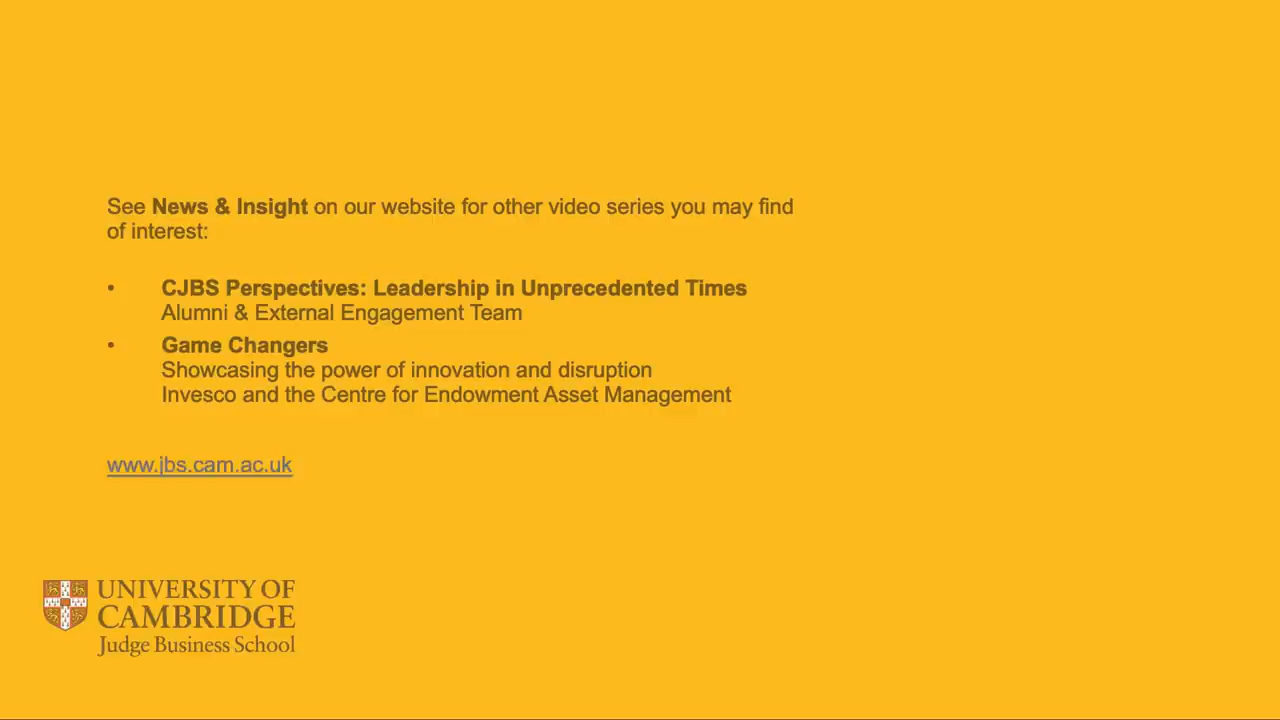 See News & Insight on our website for other video series you may find
of interest:
• CJBS Perspectives: Leadership in Unprecedented Times
Alumni & External Engagement Team
• Game Changers
Showcasing the power of innovation and disruption
Invesco and the Centre for Endowment Asset Management
www.jbs.cam.ac.uk
UNIVERSITY OF
CAMBRIDGE
Judge Business School